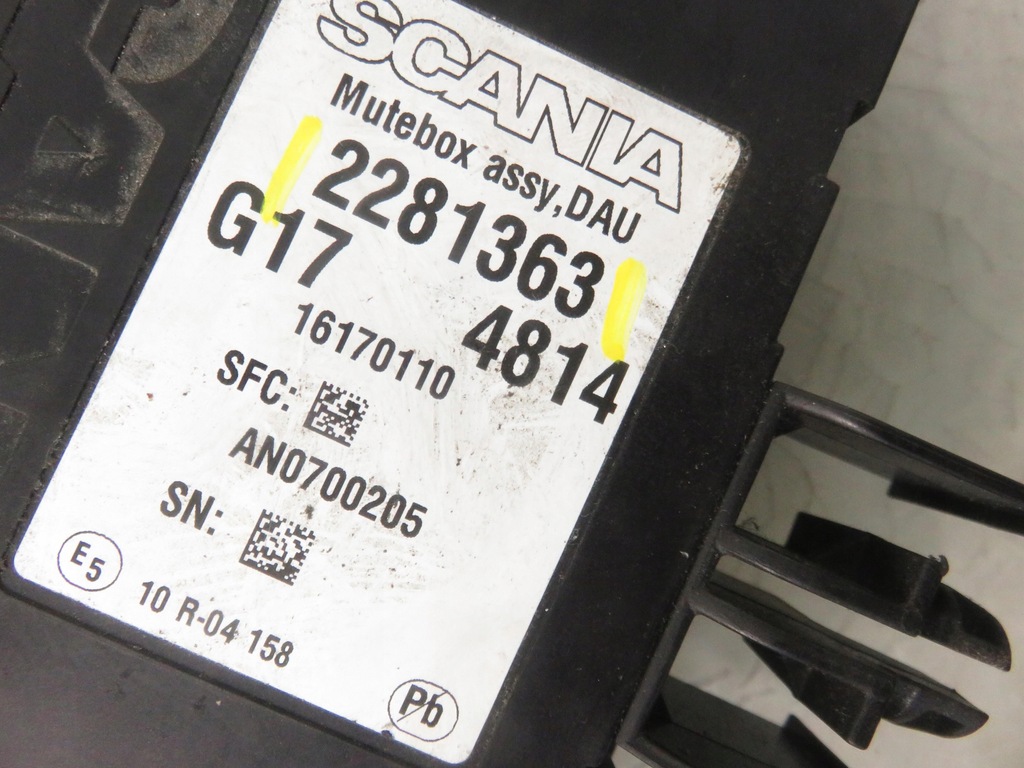 SCANIA
Mutebox assy,DAU
2281363
G17 4814
16170110
SFC:
AN0700205
SN:
E5
10 R-04 158
Pb